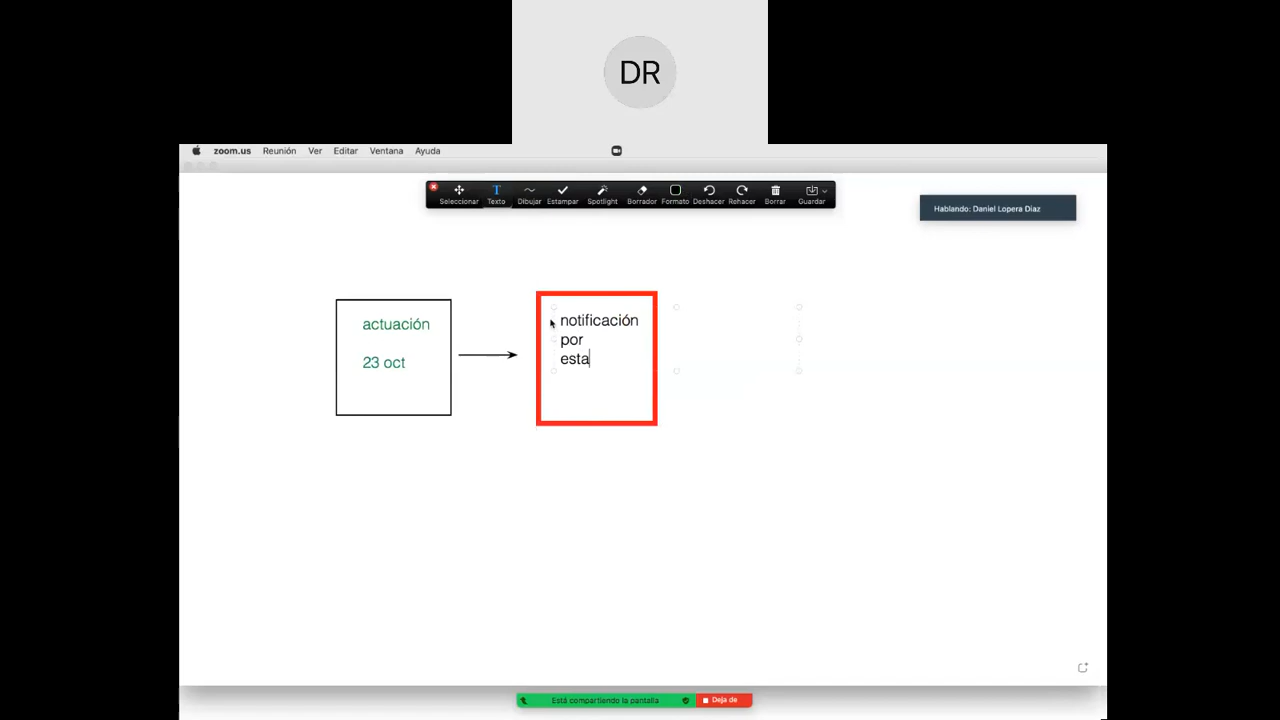 DR
zoom.us Reunión Ver Editar Ventana Ayuda
Seleccionar Texto Dibujar Estampar Spotlight Borrador Formato Deshacer Rehacer Borrar Guardar
Hablando: Daniel Lopera Díaz
actuación
23 oct
notificación
por
esta
Está compartiendo la pantalla
Deja de